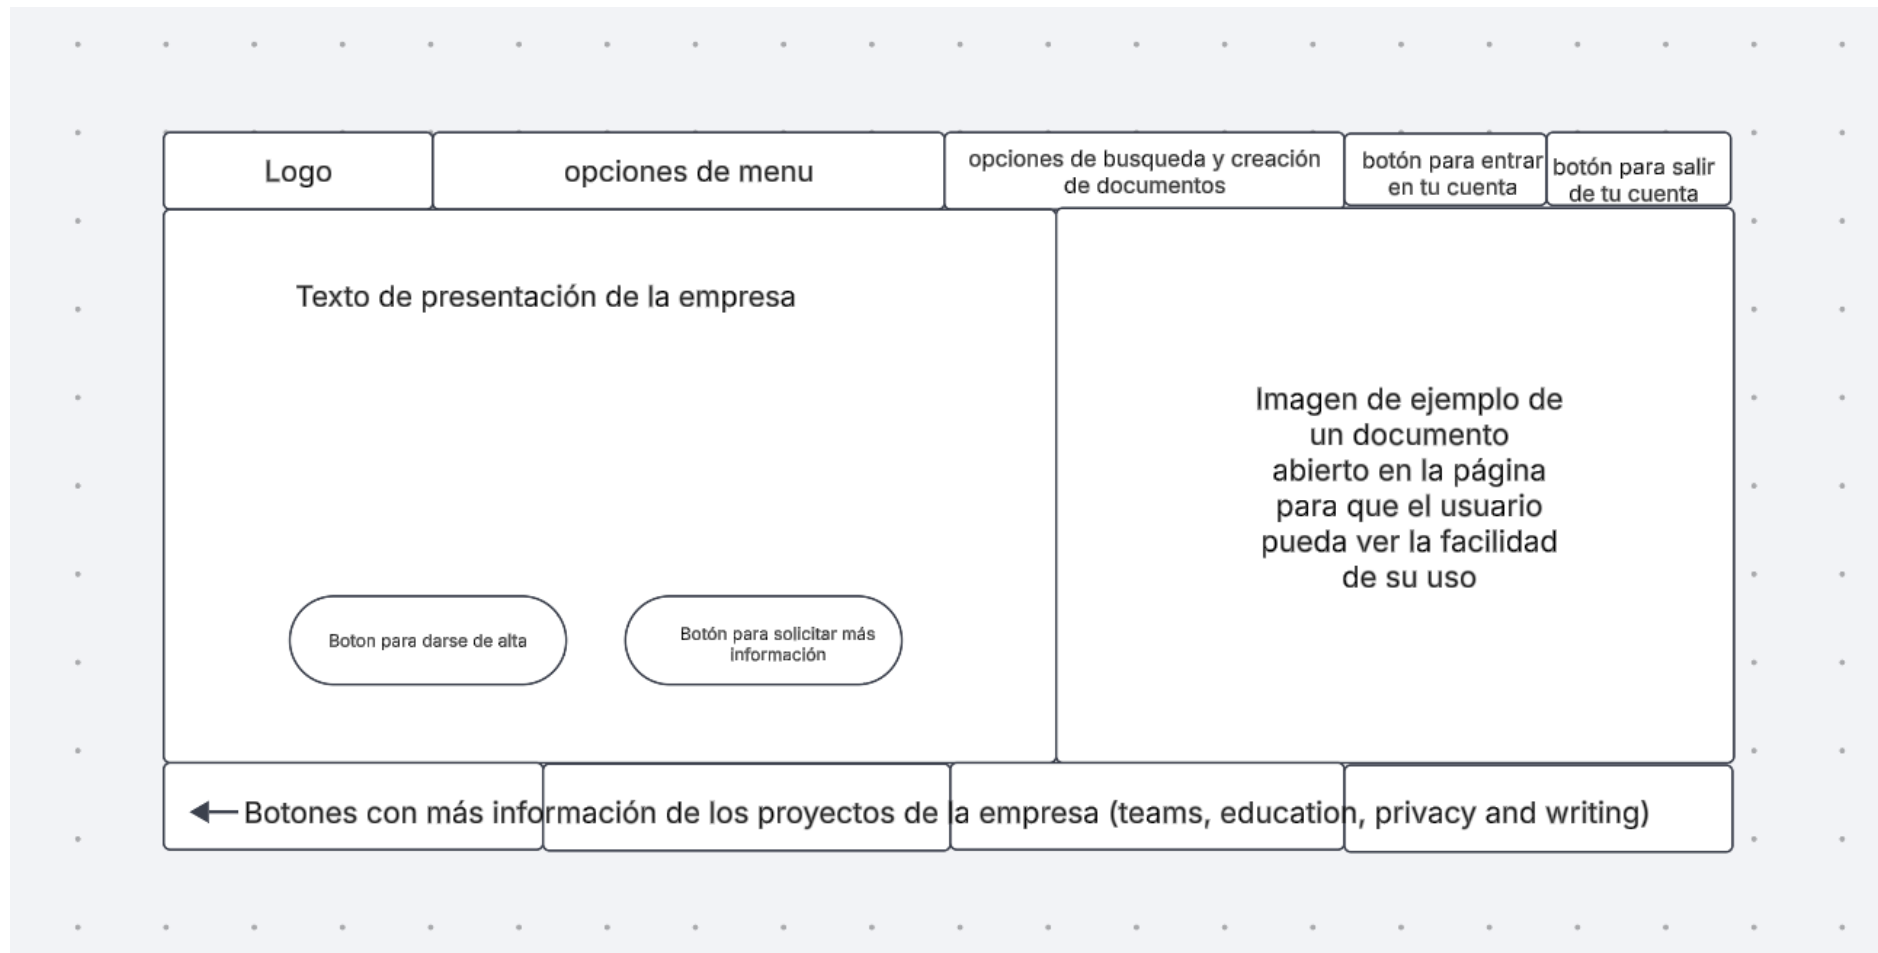 Logo
opciones de menu
opciones de busqueda y creación
de documentos
botón para entrar
en tu cuenta
botón para salir
de tu cuenta
Texto de presentación de la empresa
Imagen de ejemplo de
un documento
abierto en la página
para que el usuario
pueda ver la facilidad
de su uso
Boton para darse de alta
Botón para solicitar más
información
Botones con más información de los proyectos de la empresa (teams, education, privacy and writing)